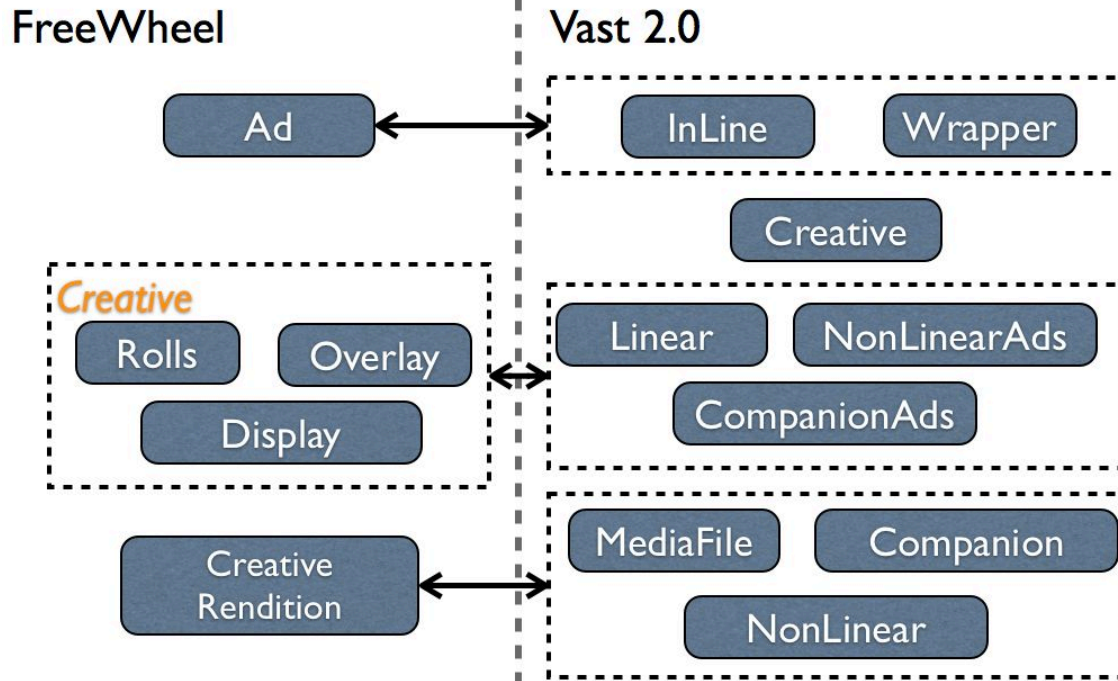 FreeWheel
Vast 2.0
Ad
InLine
Wrapper
Creative
Creative
Rolls
Overlay
Display
Linear
NonLinearAds
CompanionAds
Creative
Rendition
MediaFile
Companion
NonLinear